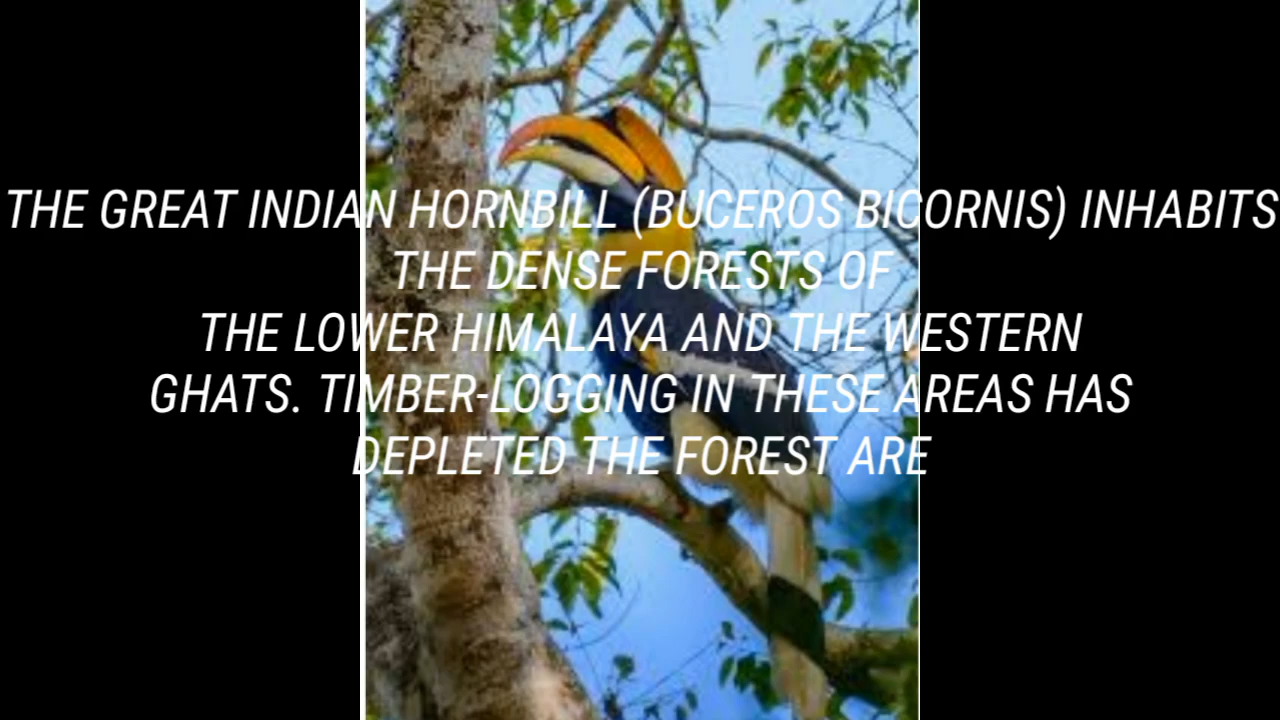 THE GREAT INDIAN HORNBILL (BUCEROS BICORNIS) INHABITS
THE DENSE FORESTS OF
THE LOWER HIMALAYA AND THE WESTERN
GHATS. TIMBER-LOGGING IN THESE AREAS HAS
DEPLETED THE FOREST ARE